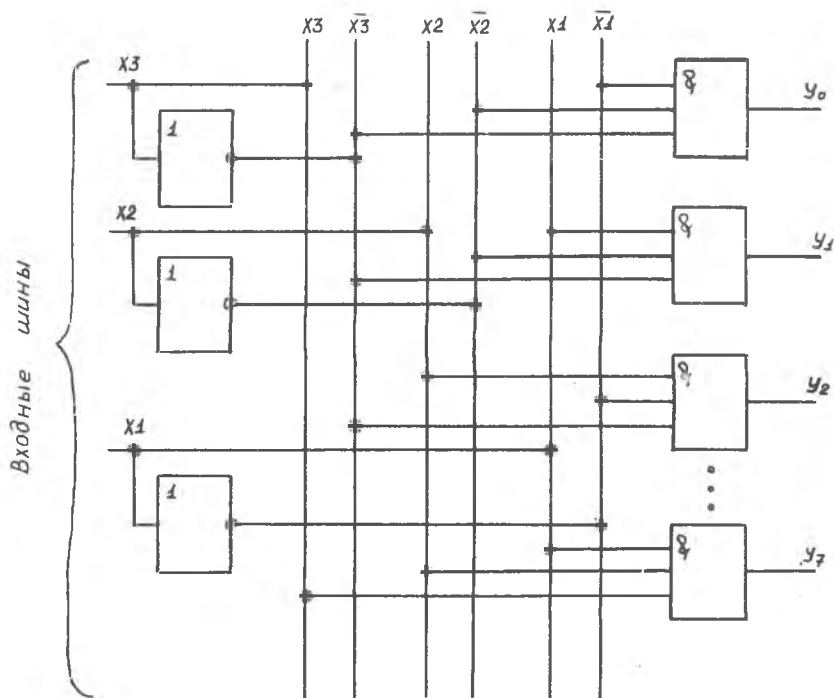 X3 X̄3 X2 X̄2 X1 X̄1
X3
&
y0
1
X2
&
y1
1
Входные шины
&
y2
X1
1
&
y7